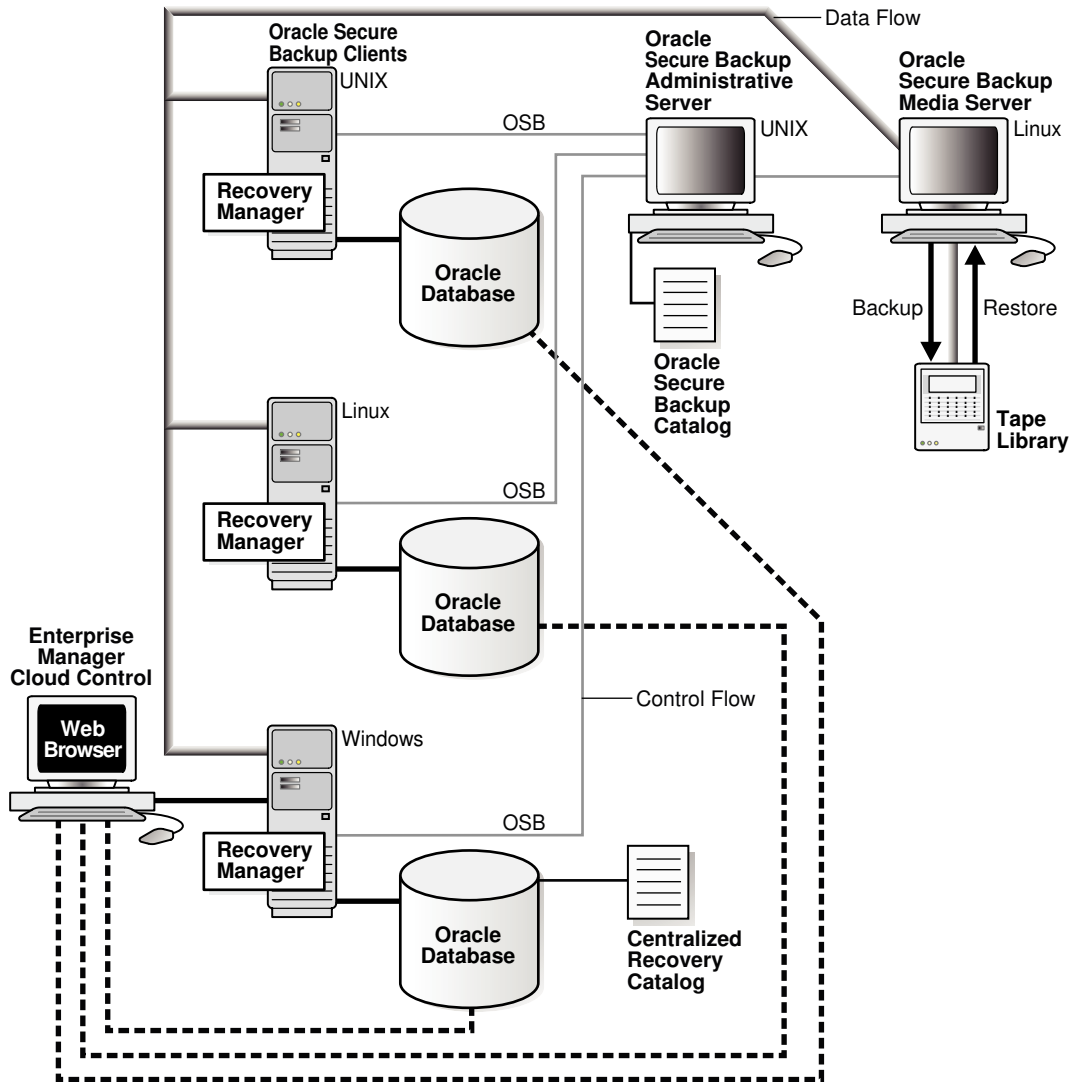 Data Flow
Oracle Secure
Backup Clients
UNIX
Oracle
Secure Backup
Administrative
Server
UNIX
Oracle
Secure Backup
Media Server
Linux
OSB
Recovery
Manager
Oracle
Database
Backup
Restore
Oracle
Secure
Backup
Catalog
Tape
Library
Linux
OSB
Recovery
Manager
Oracle
Database
Enterprise
Manager
Cloud Control
Web
Browser
Control Flow
Windows
OSB
Recovery
Manager
Oracle
Database
Centralized
Recovery
Catalog